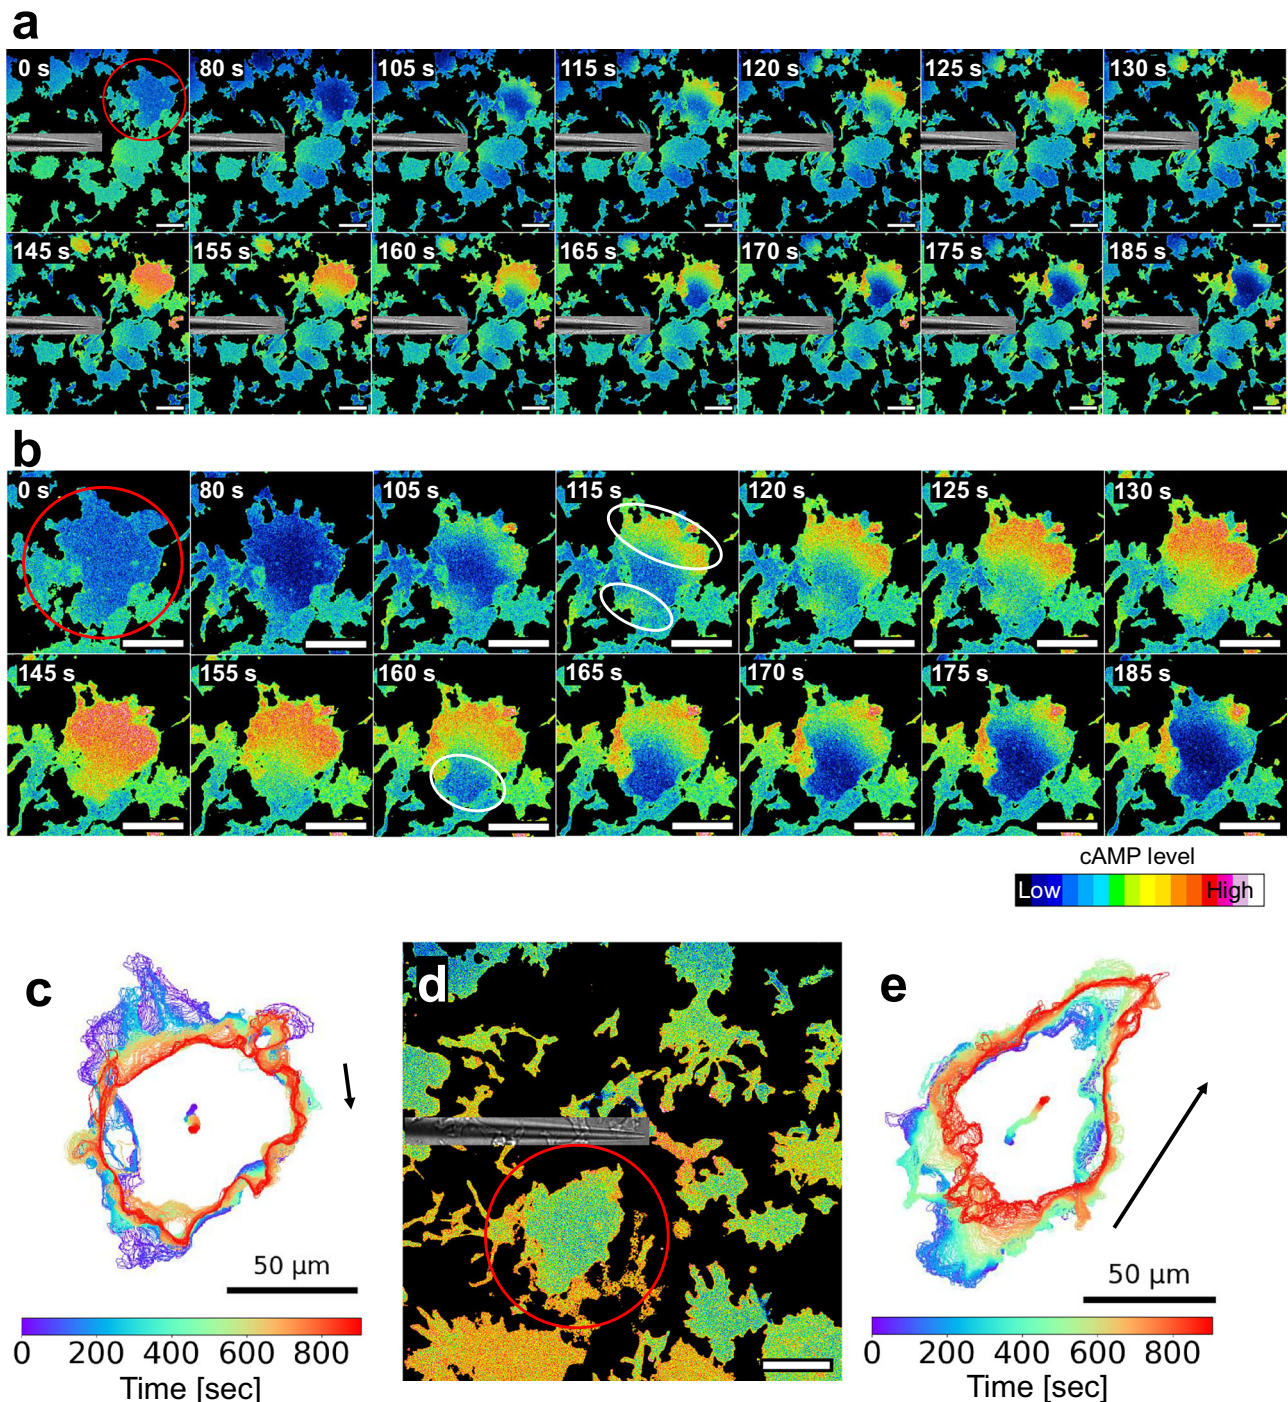 a
0 s 80 s 105 s 115 s 120 s 125 s 130 s
145 s 155 s 160 s 165 s 170 s 175 s 185 s
b
0 s 80 s 105 s 115 s 120 s 125 s 130 s
145 s 155 s 160 s 165 s 170 s 175 s 185 s
cAMP level
Low High
c
50 µm
0 200 400 600 800
Time [sec]
d
e
50 µm
0 200 400 600 800
Time [sec]